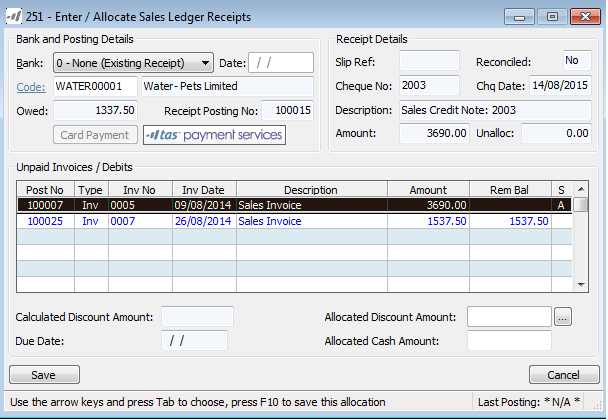 251 - Enter / Allocate Sales Ledger Receipts
Bank and Posting Details
Bank: 0 - None (Existing Receipt) Date: / /
Code: WATER00001 Water- Pets Limited
Owed: 1337.50 Receipt Posting No: 100015
Card Payment tas payment services
Receipt Details
Slip Ref: Reconciled: No
Cheque No: 2003 Chq Date: 14/08/2015
Description: Sales Credit Note: 2003
Amount: 3690.00 Unalloc: 0.00
Unpaid Invoices / Debits
Post No Type Inv No Inv Date Description Amount Rem Bal S
100007 Inv 0005 09/08/2014 Sales Invoice 3690.00 A
100025 Inv 0007 26/08/2014 Sales Invoice 1537.50 1537.50
Calculated Discount Amount: Allocated Discount Amount: ...
Due Date: / / Allocated Cash Amount:
Save Cancel
Use the arrow keys and press Tab to choose, press F10 to save this allocation Last Posting: * N/A *